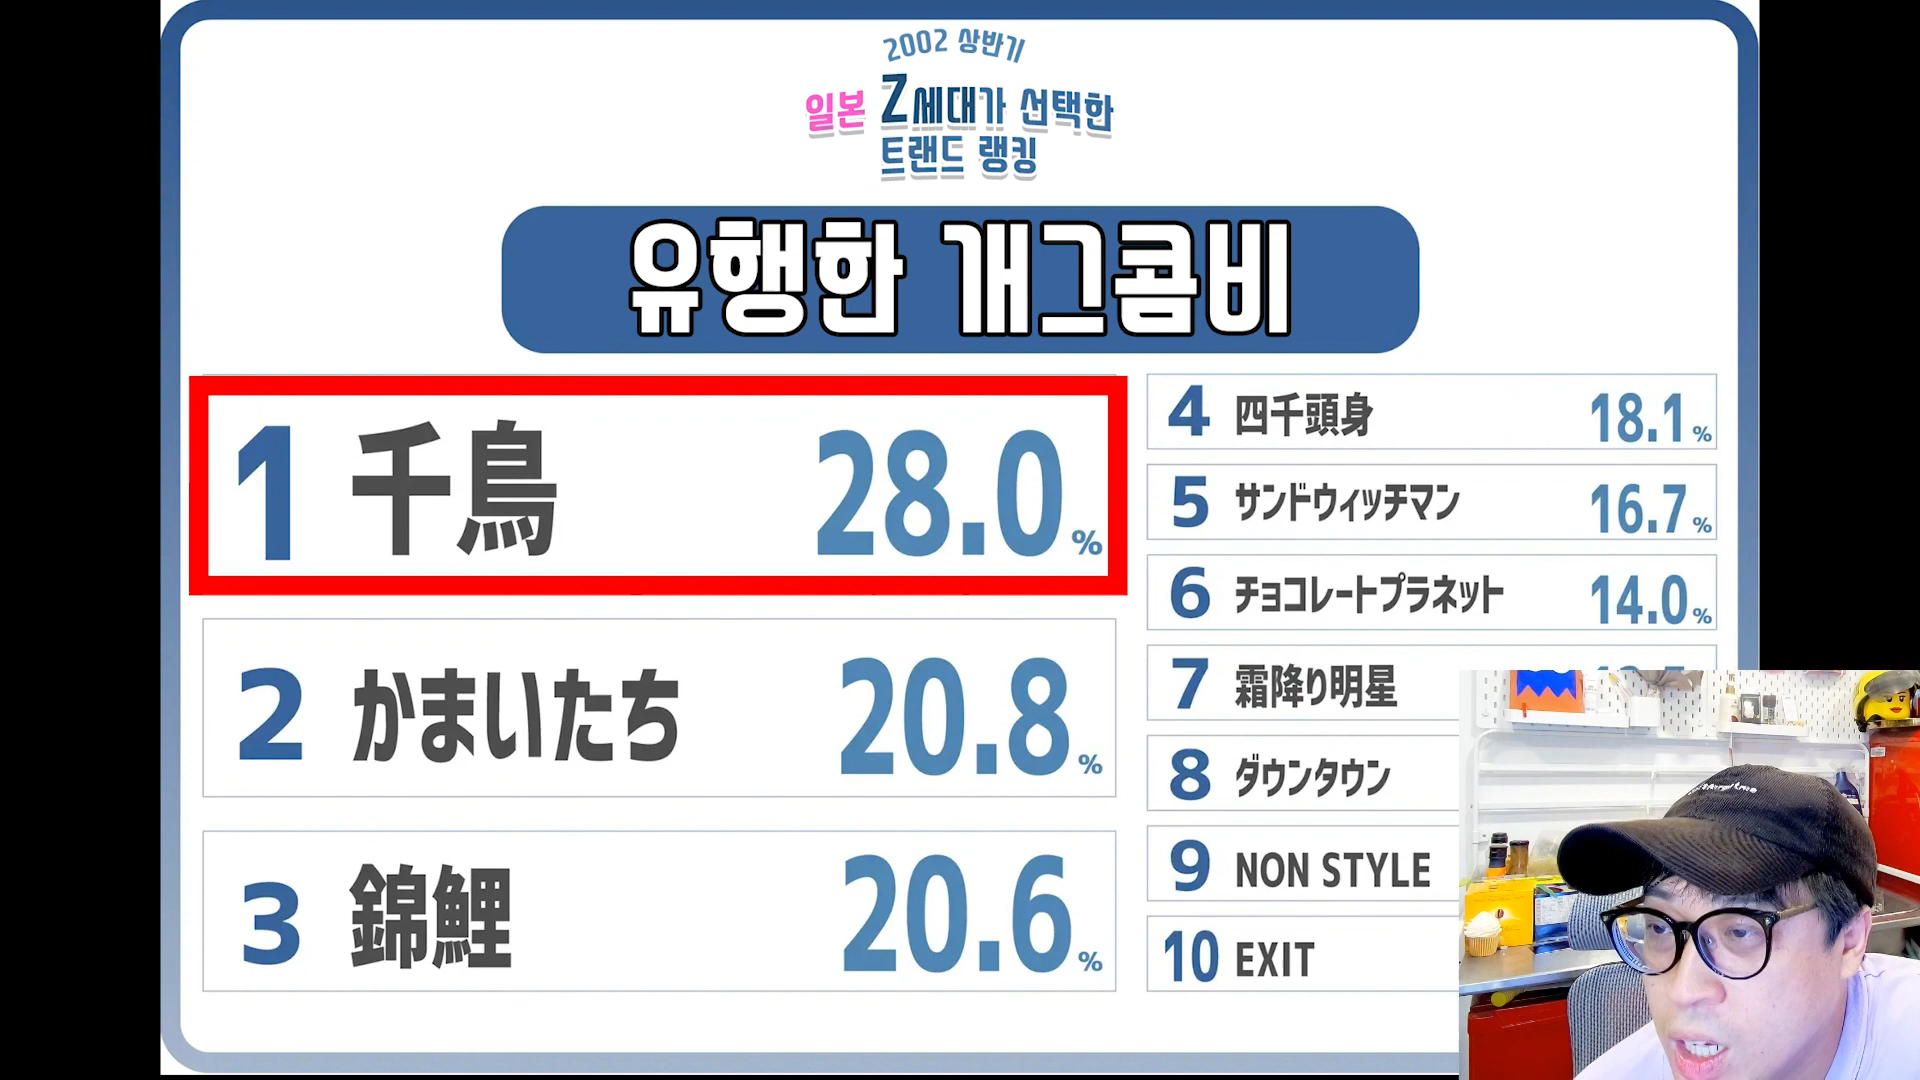 2002 상반기
일본 Z세대가 선택한
트랜드 랭킹
유행한 개그콤비
1 千鳥 28.0%
2 かまいたち 20.8%
3 錦鯉 20.6%
4 四千頭身 18.1%
5 サンドウィッチマン 16.7%
6 チョコレートプラネット 14.0%
7 霜降り明星
8 ダウンタウン
9 NON STYLE
10 EXIT